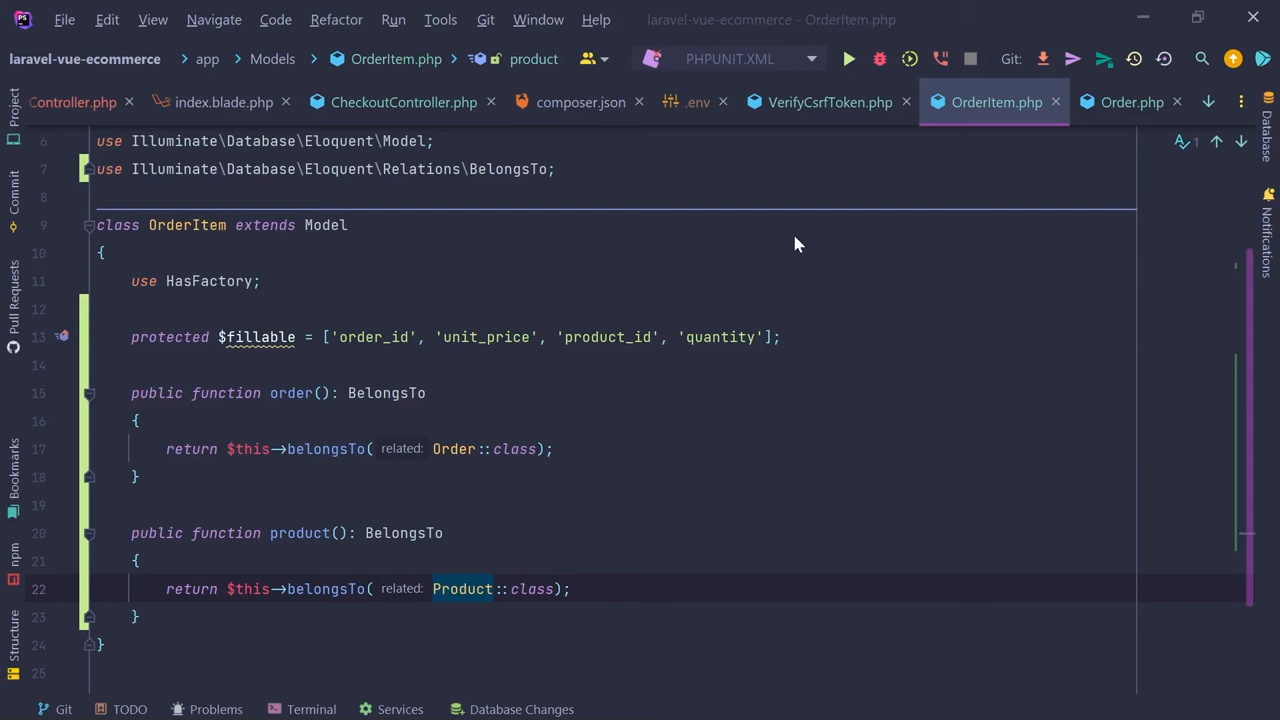 PS File Edit View Navigate Code Refactor Run Tools Git Window Help laravel-vue-ecommerce - OrderItem.php
laravel-vue-ecommerce app Models OrderItem.php product PHPUNIT.XML Git:
Controller.php index.blade.php CheckoutController.php composer.json .env VerifyCsrfToken.php OrderItem.php Order.php
Project
Commit
Pull Requests
Bookmarks
npm
Structure
6 use Illuminate\Database\Eloquent\Model; 1
7 use Illuminate\Database\Eloquent\Relations\BelongsTo;
8
9 class OrderItem extends Model
10 {
11 use HasFactory;
12
13 protected $fillable = ['order_id', 'unit_price', 'product_id', 'quantity'];
14
15 public function order(): BelongsTo
16 {
17 return $this->belongsTo( related: Order::class);
18 }
19
20 public function product(): BelongsTo
21 {
22 return $this->belongsTo( related: Product::class);
23 }
24 }
25
Database
Notifications
Git TODO Problems Terminal Services Database Changes